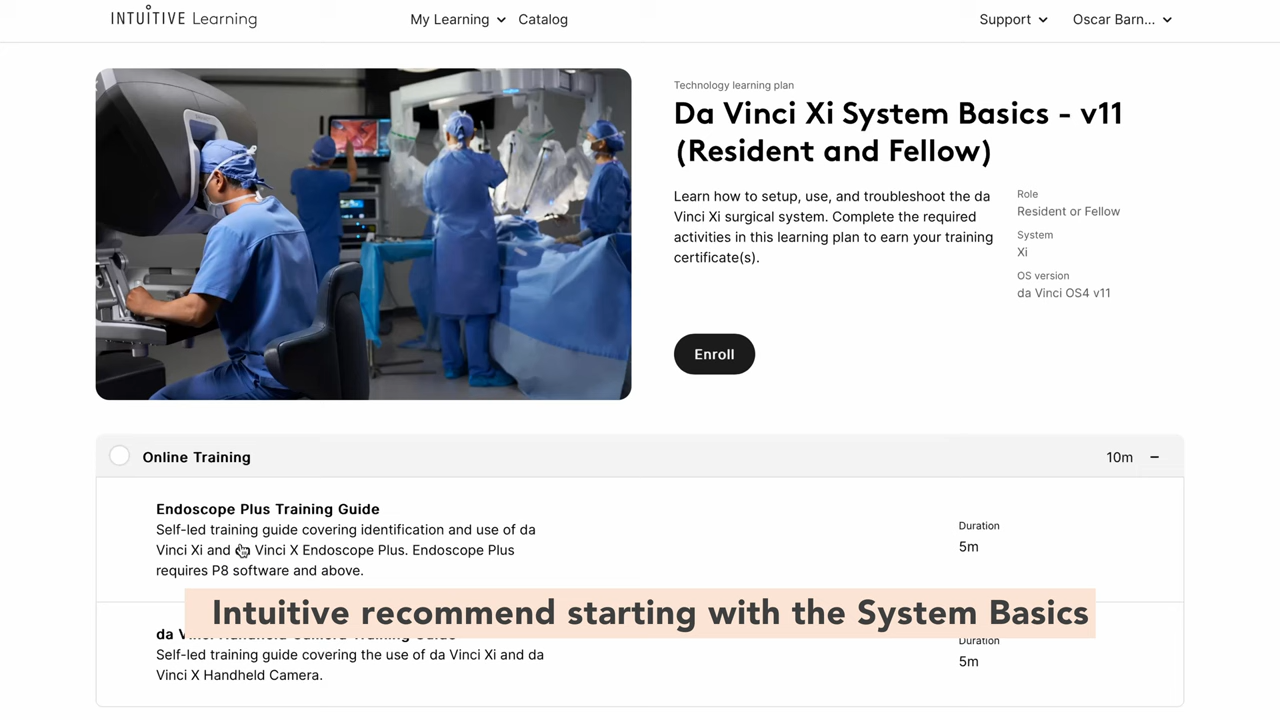 INTUITIVE Learning
My Learning
Catalog
Support
Oscar Barn...
Technology learning plan
Da Vinci Xi System Basics - v11
(Resident and Fellow)
Learn how to setup, use, and troubleshoot the da
Vinci Xi surgical system. Complete the required
activities in this learning plan to earn your training
certificate(s).
Role
Resident or Fellow
System
Xi
OS version
da Vinci OS4 v11
Enroll
Online Training
10m
Endoscope Plus Training Guide
Self-led training guide covering identification and use of da
Vinci Xi and Vinci X Endoscope Plus. Endoscope Plus
requires P8 software and above.
Duration
5m
Intuitive recommend starting with the System Basics
da Vinci Handheld Camera Training Guide
Self-led training guide covering the use of da Vinci Xi and da
Vinci X Handheld Camera.
Duration
5m